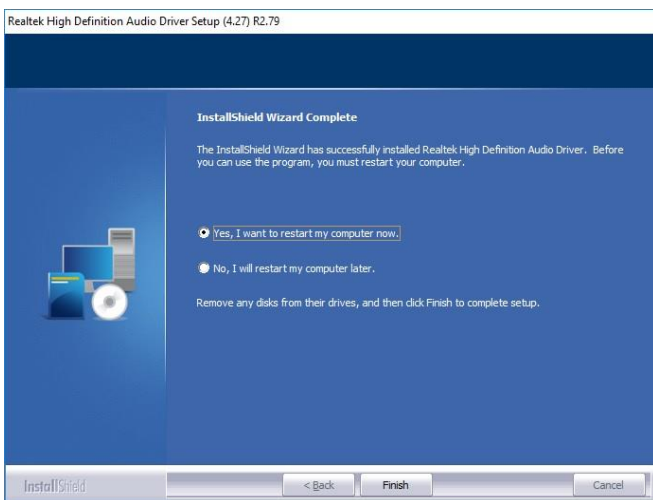 Realtek High Definition Audio Driver Setup (4.27) R2.79
InstallShield Wizard Complete
The InstallShield Wizard has successfully installed Realtek High Definition Audio Driver. Before
you can use the program, you must restart your computer.
Yes, I want to restart my computer now.
No, I will restart my computer later.
Remove any disks from their drives, and then click Finish to complete setup.
InstallShield
< Back
Finish
Cancel